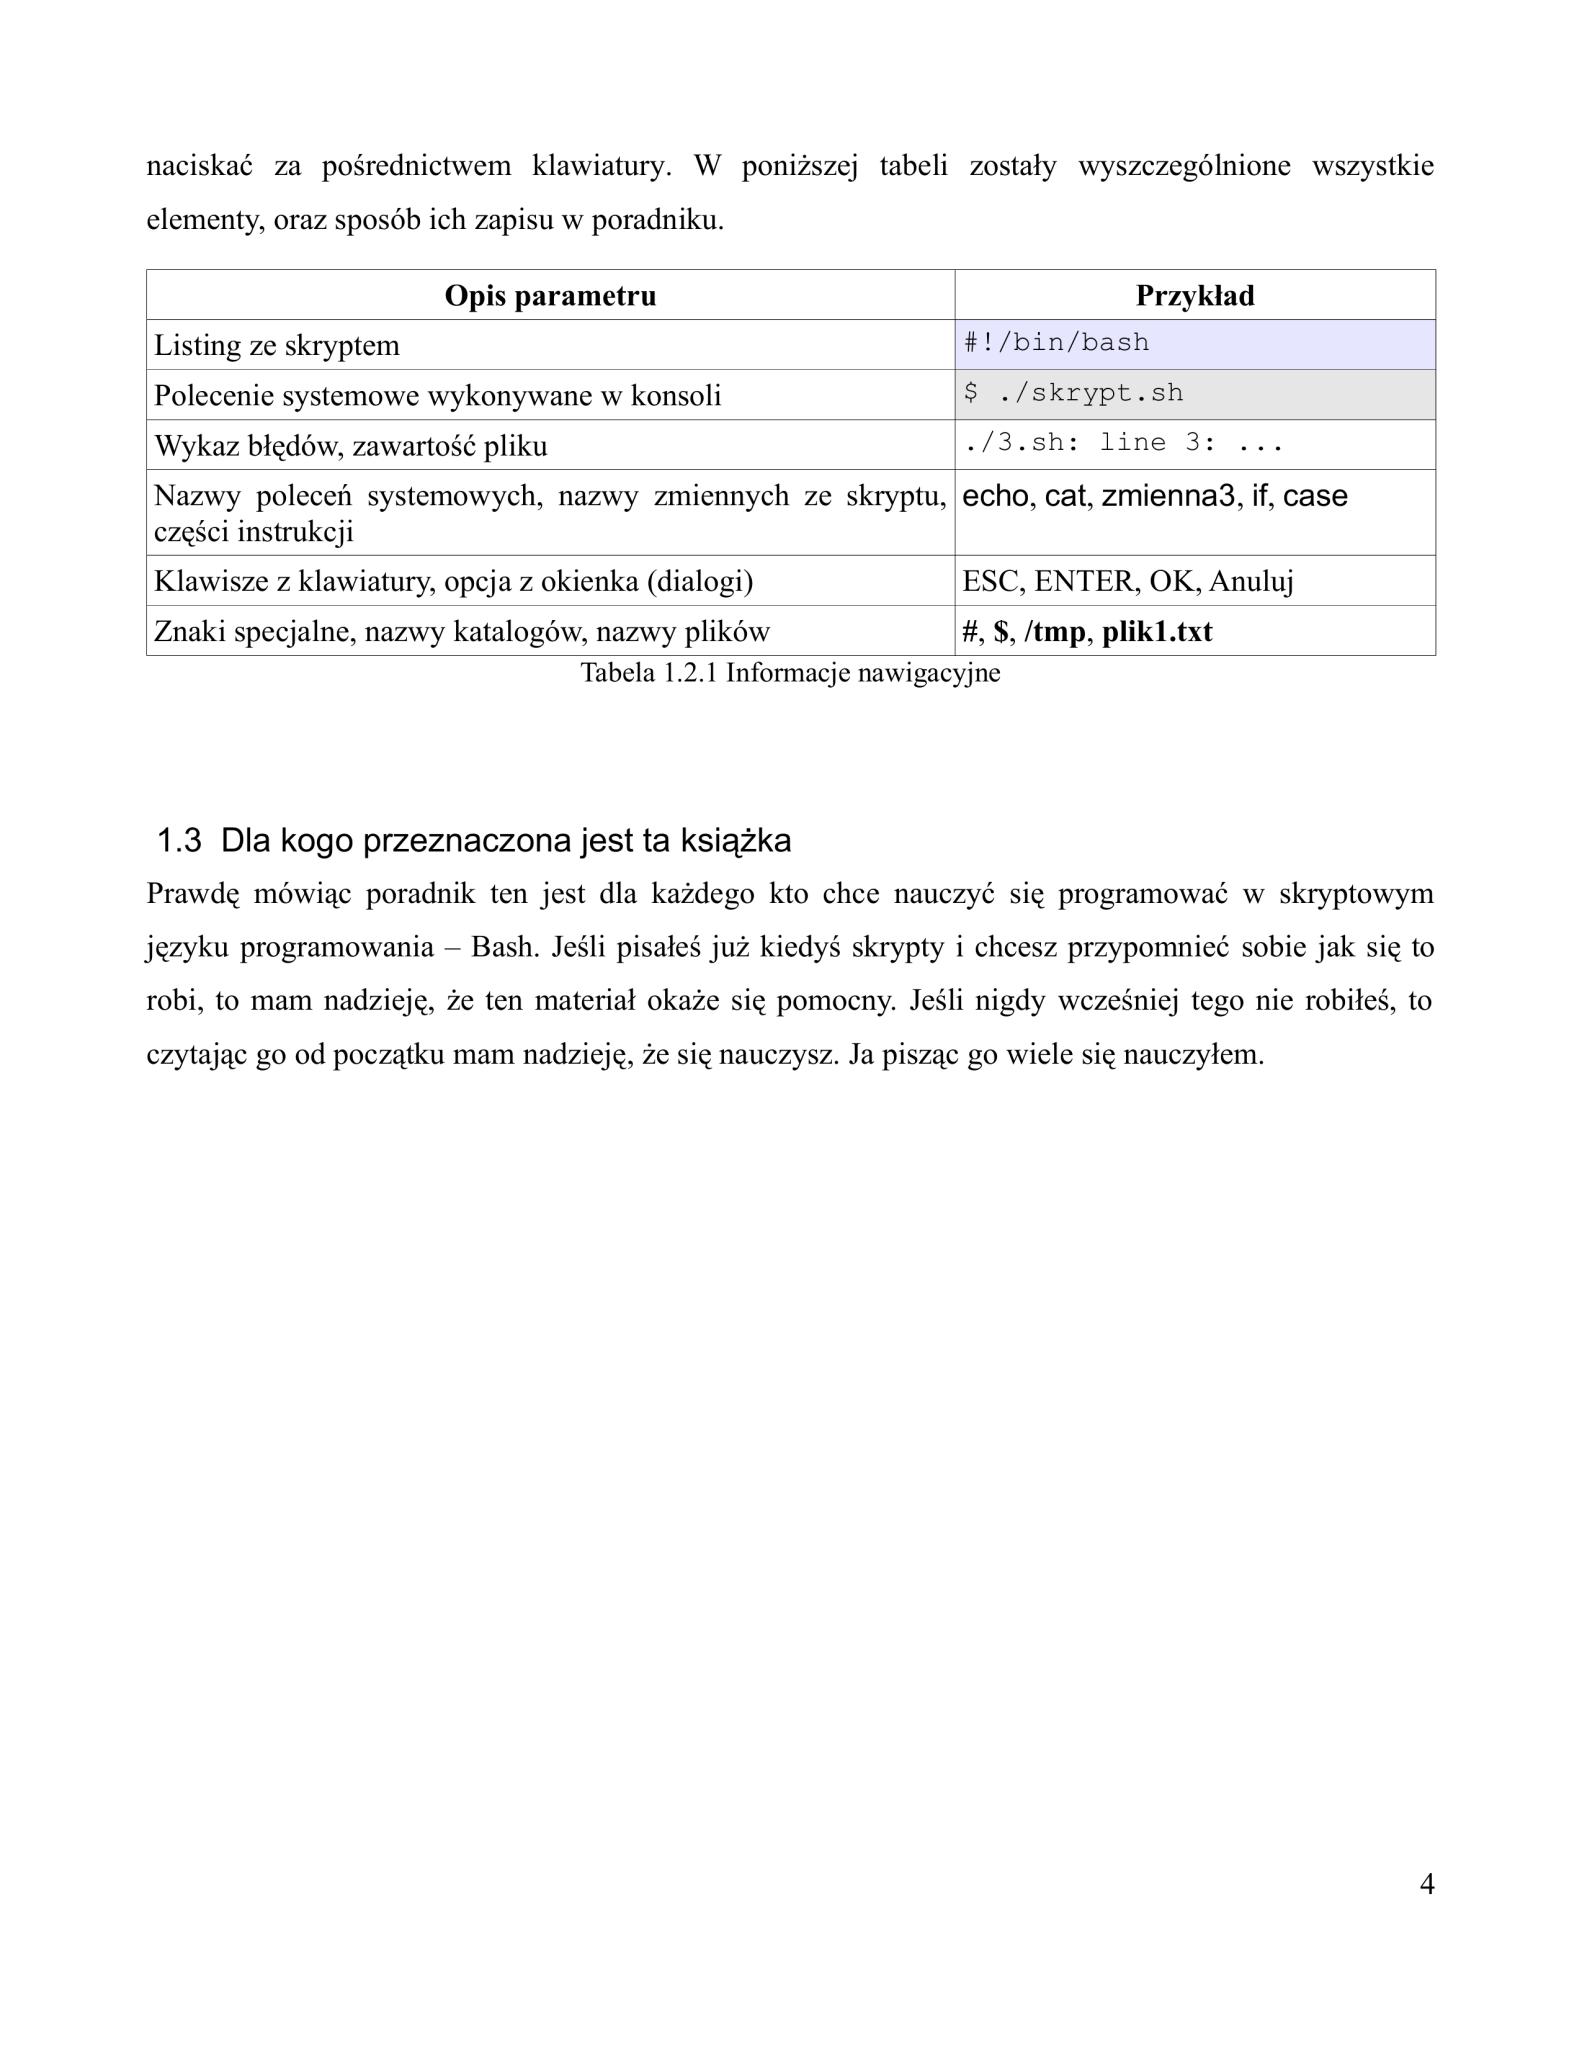 naciskać za pośrednictwem klawiatury. W poniższej tabeli zostały wyszczególnione wszystkie
elementy, oraz sposób ich zapisu w poradniku.
Opis parametru Przykład
Listing ze skryptem #!/bin/bash
Polecenie systemowe wykonywane w konsoli $ ./skrypt.sh
Wykaz błędów, zawartość pliku ./3.sh: line 3: ...
Nazwy poleceń systemowych, nazwy zmiennych ze skryptu, echo, cat, zmienna3, if, case
części instrukcji
Klawisze z klawiatury, opcja z okienka (dialogi) ESC, ENTER, OK, Anuluj
Znaki specjalne, nazwy katalogów, nazwy plików #, $, /tmp, plik1.txt
Tabela 1.2.1 Informacje nawigacyjne
1.3 Dla kogo przeznaczona jest ta książka
Prawdę mówiąc poradnik ten jest dla każdego kto chce nauczyć się programować w skryptowym
języku programowania – Bash. Jeśli pisałeś już kiedyś skrypty i chcesz przypomnieć sobie jak się to
robi, to mam nadzieję, że ten materiał okaże się pomocny. Jeśli nigdy wcześniej tego nie robiłeś, to
czytając go od początku mam nadzieję, że się nauczysz. Ja pisząc go wiele się nauczyłem.
4